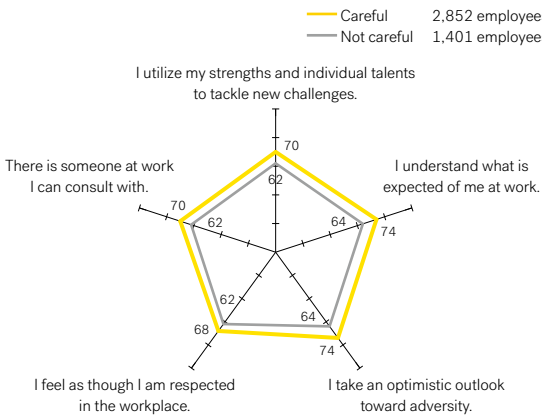 Careful 2,852 employee
Not careful 1,401 employee
I utilize my strengths and individual talents
to tackle new challenges.
70
62
There is someone at work
I can consult with.
70
62
I understand what is
expected of me at work.
64
74
62
68
64
74
I feel as though I am respected
in the workplace.
I take an optimistic outlook
toward adversity.